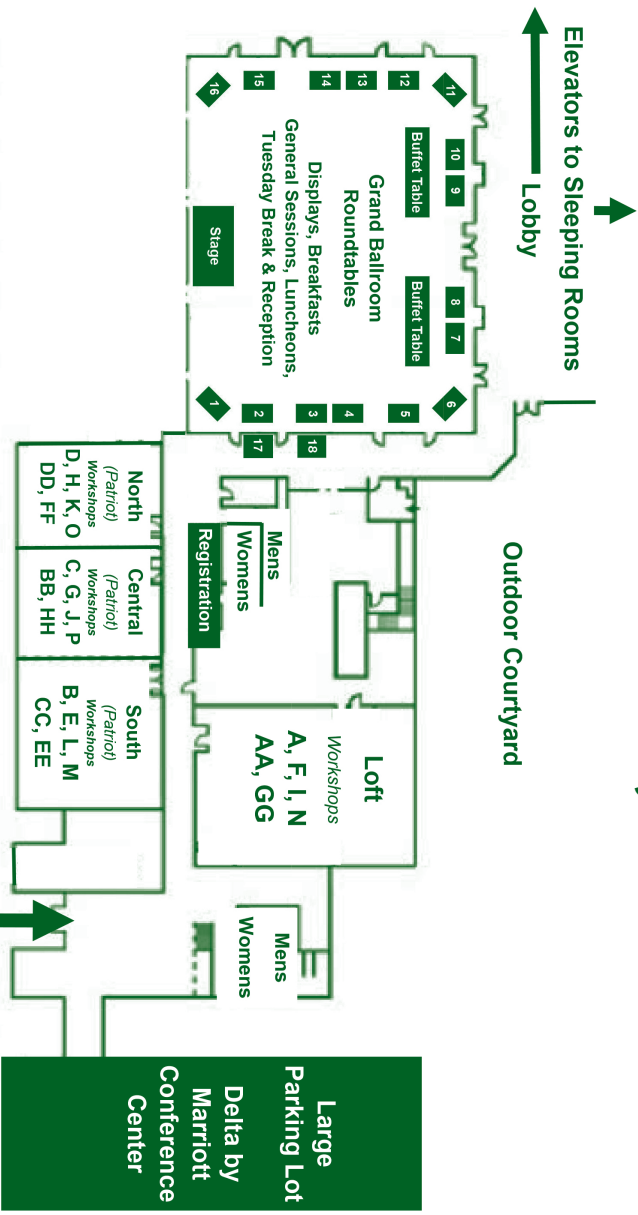 Elevators to Sleeping Rooms
Lobby
Outdoor Courtyard
11
12
13
14
15
16
10
9
8
7
6
5
4
3
2
1
18
17
Buffet Table
Buffet Table
Grand Ballroom
Roundtables
Displays, Breakfasts
General Sessions, Luncheons,
Tuesday Break & Reception
Stage
Mens
Womens
Registration
Loft
Workshops
A, F, I, N
AA, GG
North
(Patriot)
Workshops
D, H, K, O
DD, FF
Central
(Patriot)
Workshops
C, G, J, P
BB, HH
South
(Patriot)
Workshops
B, E, L, M
CC, EE
Mens
Womens
Large
Parking Lot
Delta by
Marriott
Conference
Center